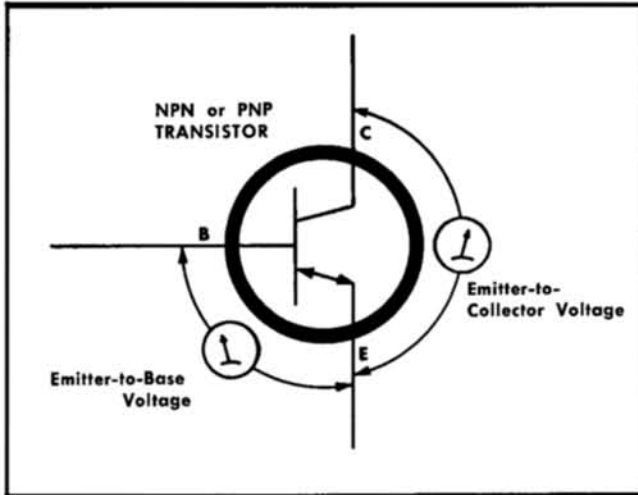 NPN or PNP
TRANSISTOR
C
B
Emitter-to-
Collector Voltage
E
Emitter-to-Base
Voltage